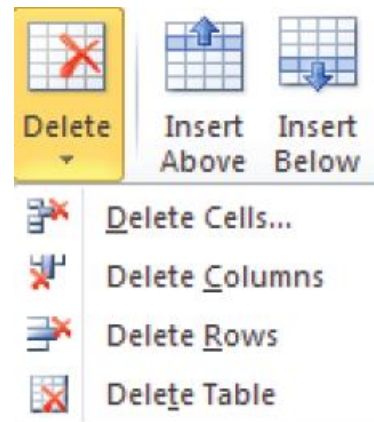 Delete Insert Insert
Above Below
Delete Cells...
Delete Columns
Delete Rows
Delete Table